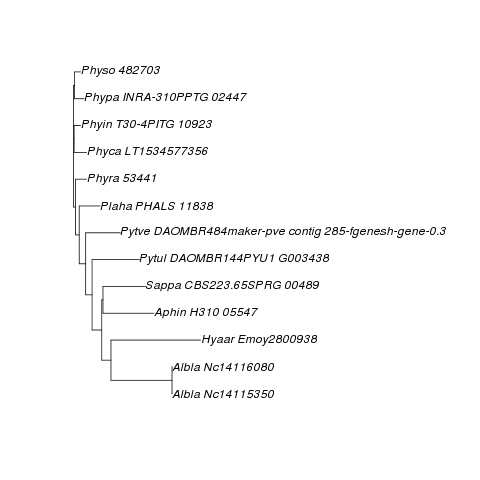 Physo 482703
Phypa INRA-310PPTG 02447
Phyin T30-4PITG 10923
Phyca LT1534577356
Phyra 53441
Plaha PHALS 11838
Pytve DAOMBR484maker-pve contig 285-fgenesh-gene-0.3
Pytul DAOMBR144PYU1 G003438
Sappa CBS223.65SPRG 00489
Aphin H310 05547
Hyaar Emoy2800938
Albla Nc14116080
Albla Nc14115350